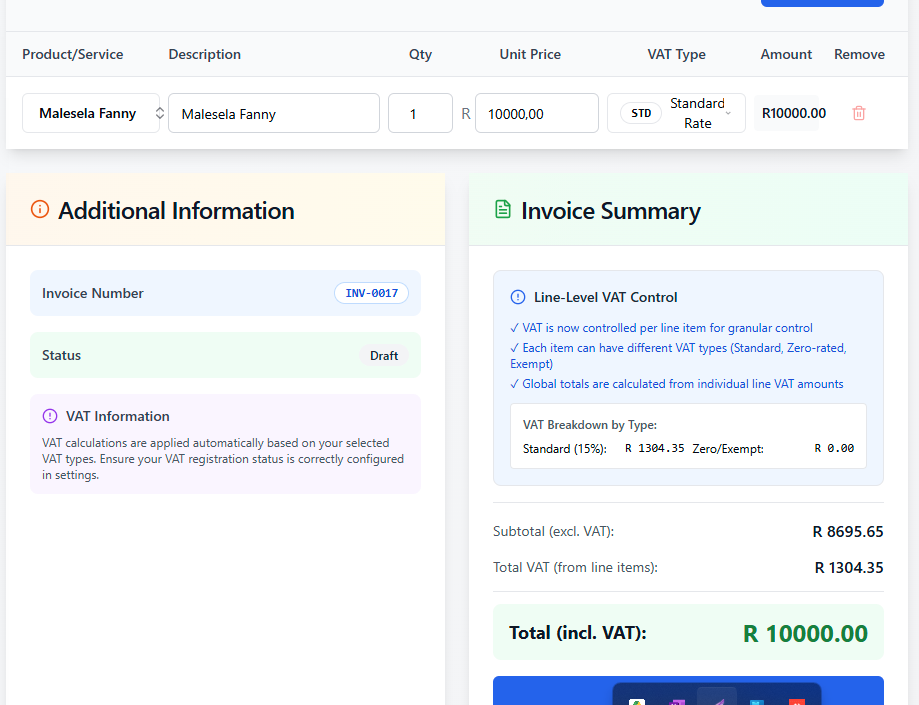 Product/Service Description Qty Unit Price VAT Type Amount Remove
Malesela Fanny Malesela Fanny 1 R 10000,00 STD Standard Rate R10000.00
Additional Information
Invoice Number INV-0017
Status Draft
VAT Information
VAT calculations are applied automatically based on your selected
VAT types. Ensure your VAT registration status is correctly configured
in settings.
Invoice Summary
Line-Level VAT Control
✓ VAT is now controlled per line item for granular control
✓ Each item can have different VAT types (Standard, Zero-rated,
Exempt)
✓ Global totals are calculated from individual line VAT amounts
VAT Breakdown by Type:
Standard (15%): R 1304.35 Zero/Exempt: R 0.00
Subtotal (excl. VAT): R 8695.65
Total VAT (from line items): R 1304.35
Total (incl. VAT): R 10000.00